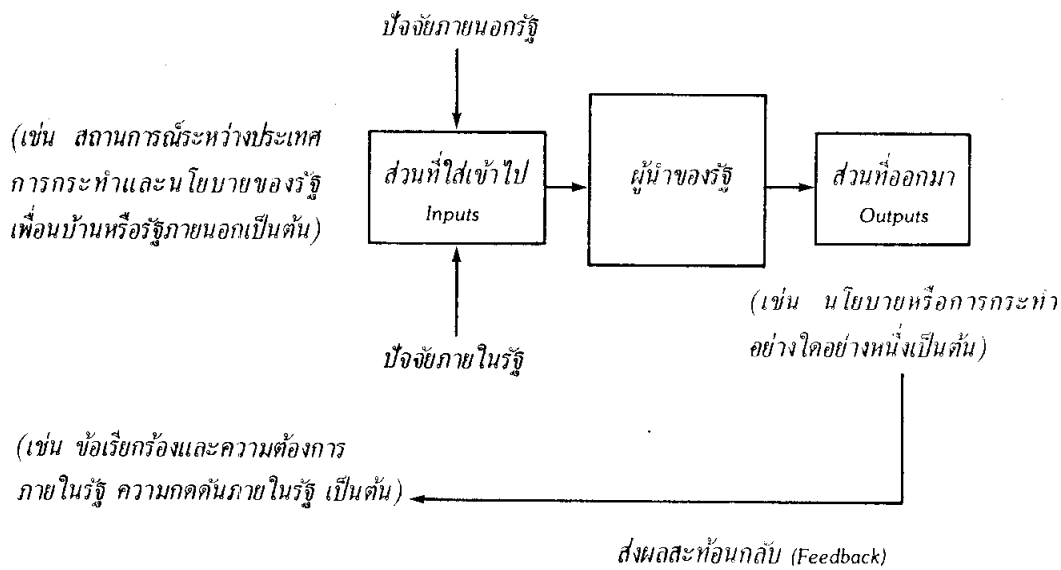 ปัจจัยภายนอกรัฐ
(เช่น สถานการณ์ระหว่างประเทศ
การกระทำและนโยบายของรัฐ
เพื่อนบ้านหรือรัฐภายนอกเป็นต้น)
ส่วนที่ใส่เข้าไป
Inputs
ผู้นำของรัฐ
ส่วนที่ออกมา
Outputs
ปัจจัยภายในรัฐ
(เช่น นโยบายหรือการกระทำ
อย่างใดอย่างหนึ่งเป็นต้น)
(เช่น ข้อเรียกร้องและความต้องการ
ภายในรัฐ ความกดดันภายในรัฐ เป็นต้น)
ส่งผลสะท้อนกลับ (Feedback)